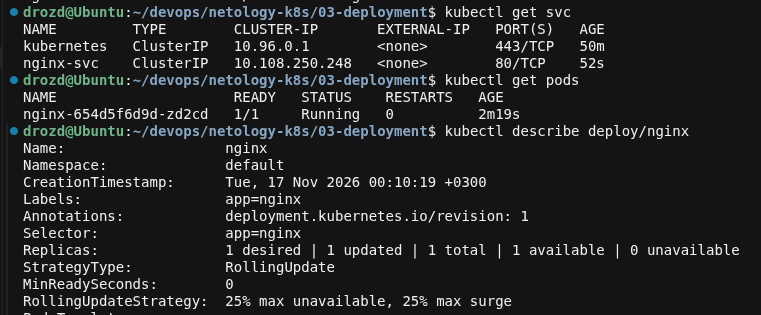 drozd@Ubuntu:~/devops/netology-k8s/03-deployment$ kubectl get svc
NAME         TYPE        CLUSTER-IP       EXTERNAL-IP   PORT(S)   AGE
kubernetes   ClusterIP   10.96.0.1        <none>        443/TCP   50m
nginx-svc    ClusterIP   10.108.250.248   <none>        80/TCP    52s
drozd@Ubuntu:~/devops/netology-k8s/03-deployment$ kubectl get pods
NAME                     READY   STATUS    RESTARTS   AGE
nginx-654d5f6d9d-zd2cd   1/1     Running   0          2m19s
drozd@Ubuntu:~/devops/netology-k8s/03-deployment$ kubectl describe deploy/nginx
Name:                   nginx
Namespace:              default
CreationTimestamp:      Tue, 17 Nov 2026 00:10:19 +0300
Labels:                 app=nginx
Annotations:            deployment.kubernetes.io/revision: 1
Selector:               app=nginx
Replicas:               1 desired | 1 updated | 1 total | 1 available | 0 unavailable
StrategyType:           RollingUpdate
MinReadySeconds:        0
RollingUpdateStrategy:  25% max unavailable, 25% max surge